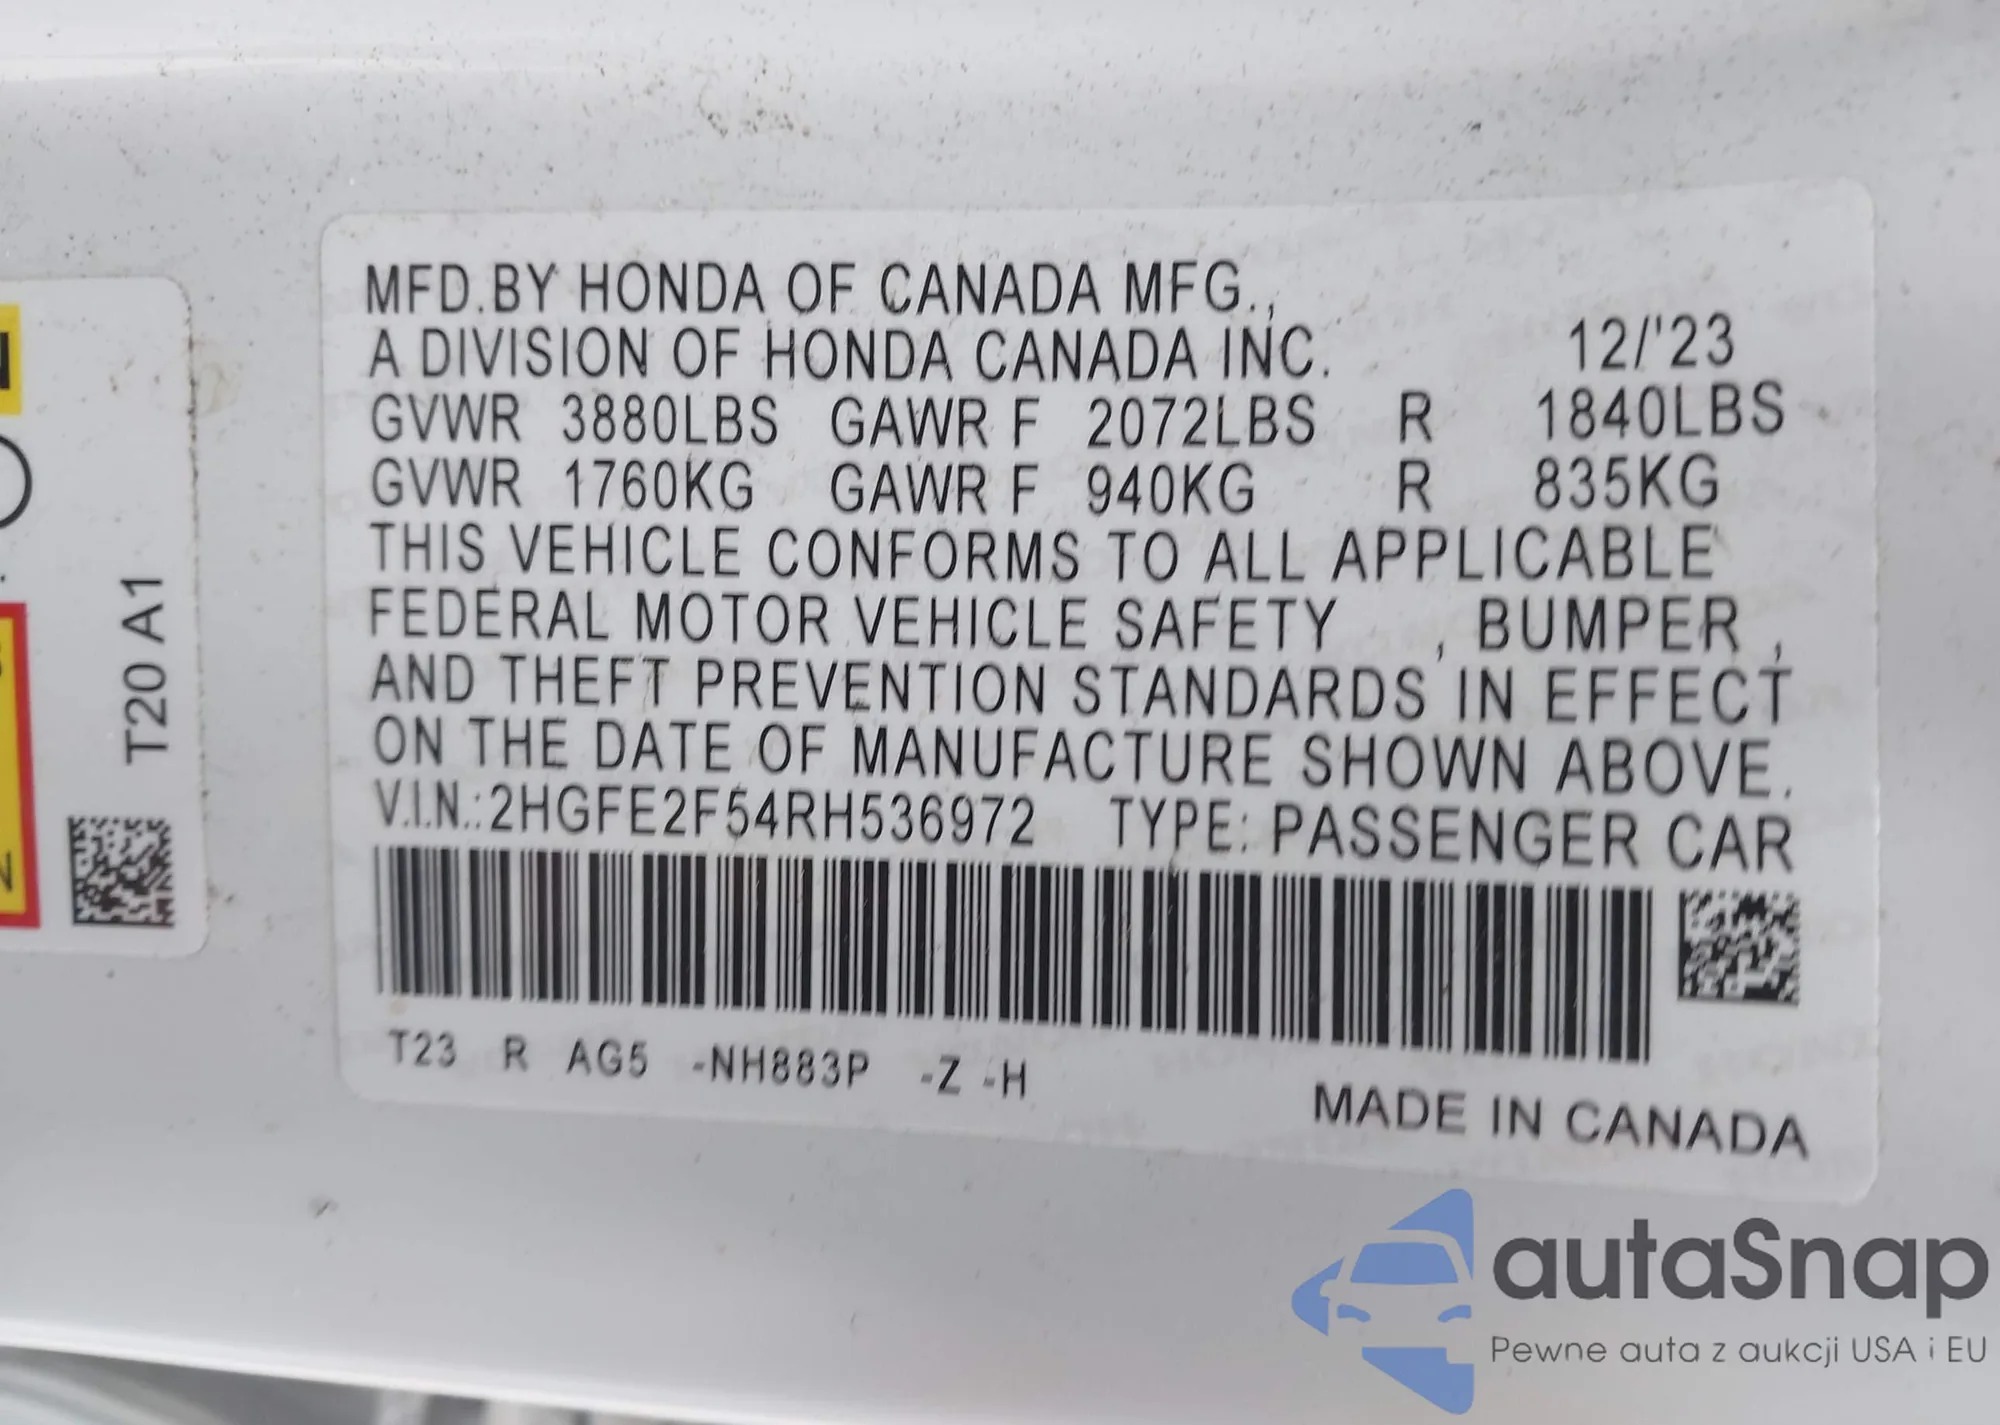 MFD.BY HONDA OF CANADA MFG.,
A DIVISION OF HONDA CANADA INC. 12/'23
GVWR 3880LBS GAWR F 2072LBS R 1840LBS
GVWR 1760KG GAWR F 940KG R 835KG
THIS VEHICLE CONFORMS TO ALL APPLICABLE
FEDERAL MOTOR VEHICLE SAFETY , BUMPER ,
AND THEFT PREVENTION STANDARDS IN EFFECT
ON THE DATE OF MANUFACTURE SHOWN ABOVE.
V.I.N.:2HGFE2F54RH536972 TYPE: PASSENGER CAR
T23 R AG5 -NH883P -Z -H
MADE IN CANADA
T20 A1
autaSnap
Pewne auta z aukcji USA i EU